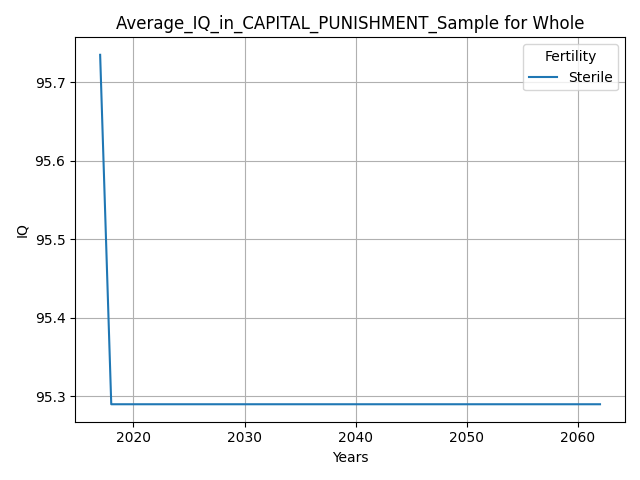 Average_IQ_in_CAPITAL_PUNISHMENT_Sample for Whole
Fertility
Sterile
95.7
95.6
95.5
95.4
95.3
IQ
2020 2030 2040 2050 2060
Years